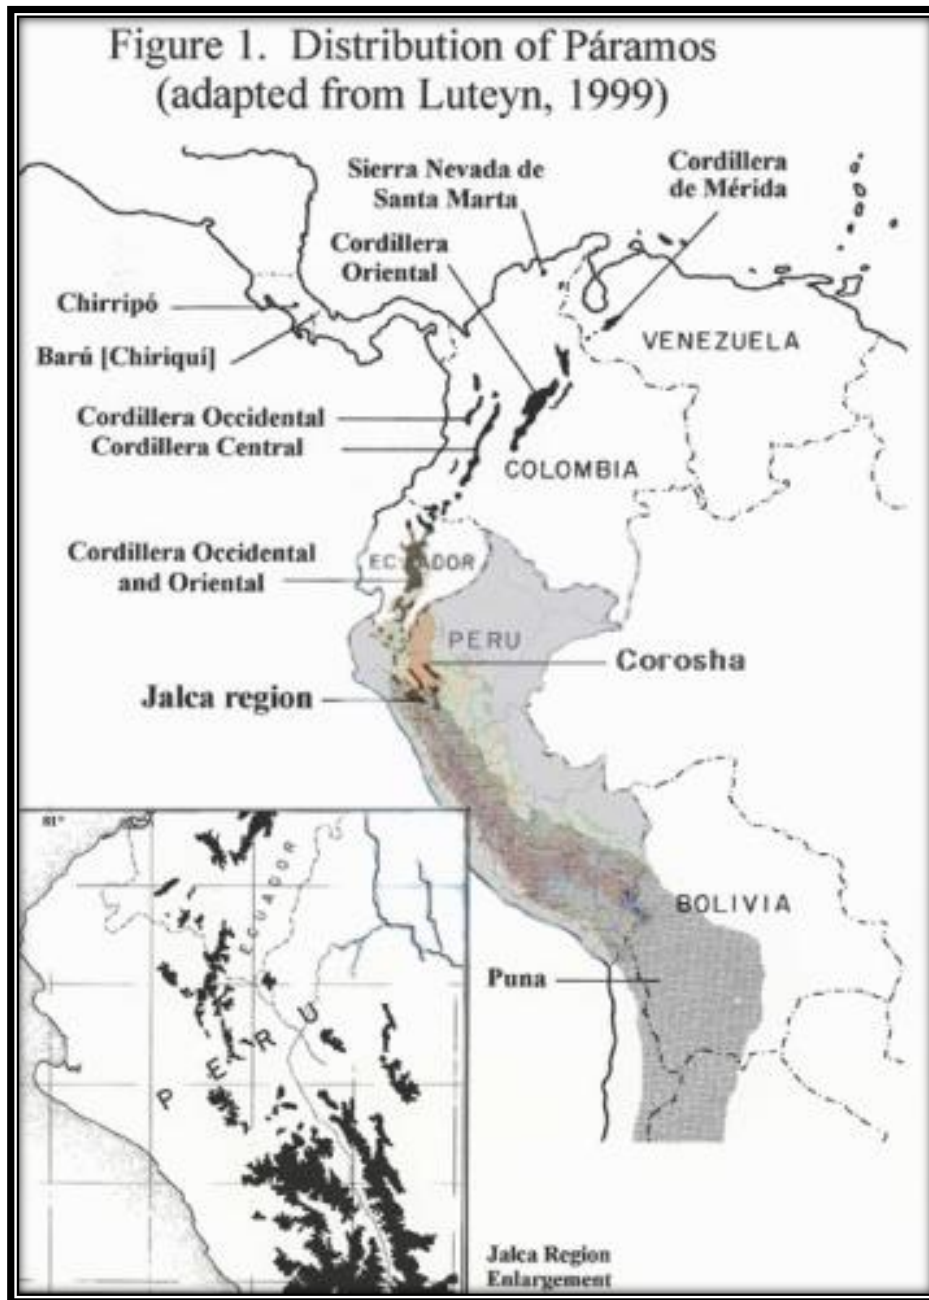 Figure 1. Distribution of Páramos
(adapted from Luteyn, 1999)
Sierra Nevada de
Santa Marta
Cordillera
de Mérida
Cordillera
Oriental
Chirripó
Barú [Chiriquí]
VENEZUELA
Cordillera Occidental
Cordillera Central
COLOMBIA
Cordillera Occidental
and Oriental
ECUADOR
PERU
Corosha
Jalca region
BOLIVIA
Puna
81°
ECUADOR
PERU
Jalca Region
Enlargement